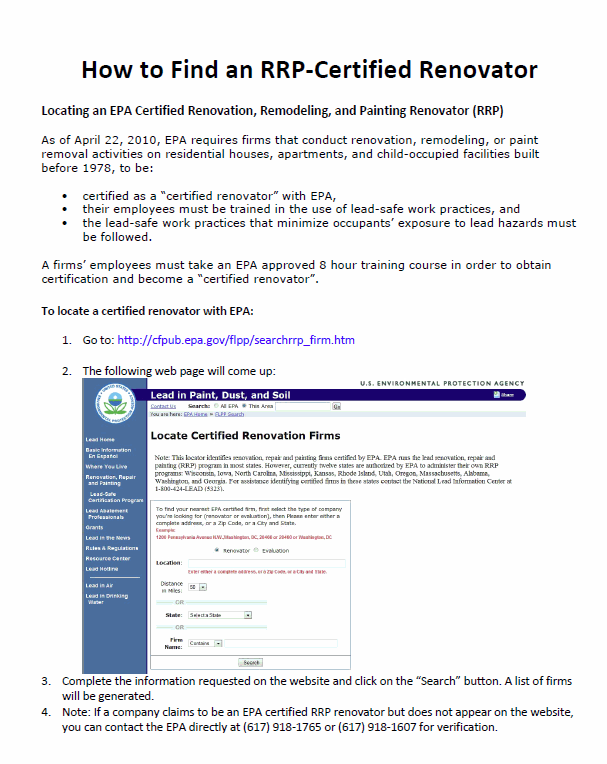 How to Find an RRP-Certified Renovator
Locating an EPA Certified Renovation, Remodeling, and Painting Renovator (RRP)
As of April 22, 2010, EPA requires firms that conduct renovation, remodeling, or paint
removal activities on residential houses, apartments, and child-occupied facilities built
before 1978, to be:
• certified as a “certified renovator” with EPA,
• their employees must be trained in the use of lead-safe work practices, and
• the lead-safe work practices that minimize occupants’ exposure to lead hazards must
be followed.
A firms’ employees must take an EPA approved 8 hour training course in order to obtain
certification and become a “certified renovator”.
To locate a certified renovator with EPA:
1. Go to: http://cfpub.epa.gov/flpp/searchrrp_firm.htm
2. The following web page will come up:
U.S. ENVIRONMENTAL PROTECTION AGENCY
Lead in Paint, Dust, and Soil
Share
Contact Us Search: All EPA This Area Go
You are here: EPA Home » FLPP Search
Lead Home
Basic Information
En Español
Where You Live
Renovation, Repair
and Painting
Lead-Safe
Certification Program
Lead Abatement
Professionals
Grants
Lead in the News
Rules & Regulations
Resource Center
Lead Hotline
Lead in Air
Lead in Drinking
Water
Locate Certified Renovation Firms
Note: This locator identifies renovation, repair and painting firms certified by EPA. EPA runs the lead renovation, repair and
painting (RRP) program in most states. However, currently twelve states are authorized by EPA to administer their own RRP
programs: Wisconsin, Iowa, North Carolina, Mississippi, Kansas, Rhode Island, Utah, Oregon, Massachusetts, Alabama,
Washington, and Georgia. For assistance identifying certified firms in these states contact the National Lead Information Center at
1-800-424-LEAD (5323).
To find your nearest EPA certified firm, first select the type of company
you're looking for (renovator or evaluation), then Please enter either a
complete address, or a Zip Code, or a City and State.
Example:
1200 Pennsylvania Avenue N.W.,Washington, DC, 20460 or 20460 or Washington, DC
Renovator Evaluation
Location:
Enter either a complete address, or a Zip Code, or a City and State.
Distance
in Miles: 50
OR
State: Select a State
OR
Firm
Name: Contains
Search
3. Complete the information requested on the website and click on the “Search” button. A list of firms
will be generated.
4. Note: If a company claims to be an EPA certified RRP renovator but does not appear on the website,
you can contact the EPA directly at (617) 918-1765 or (617) 918-1607 for verification.